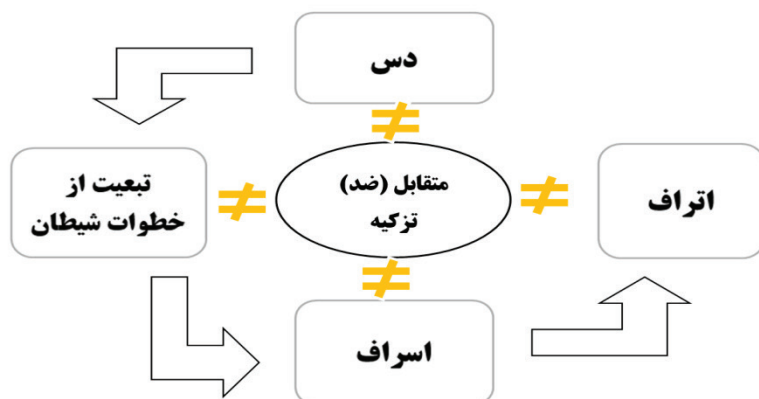 دس
متقابل (ضد)
تزکیه
اتراف
تبعیت از
خطوات شیطان
اسراف